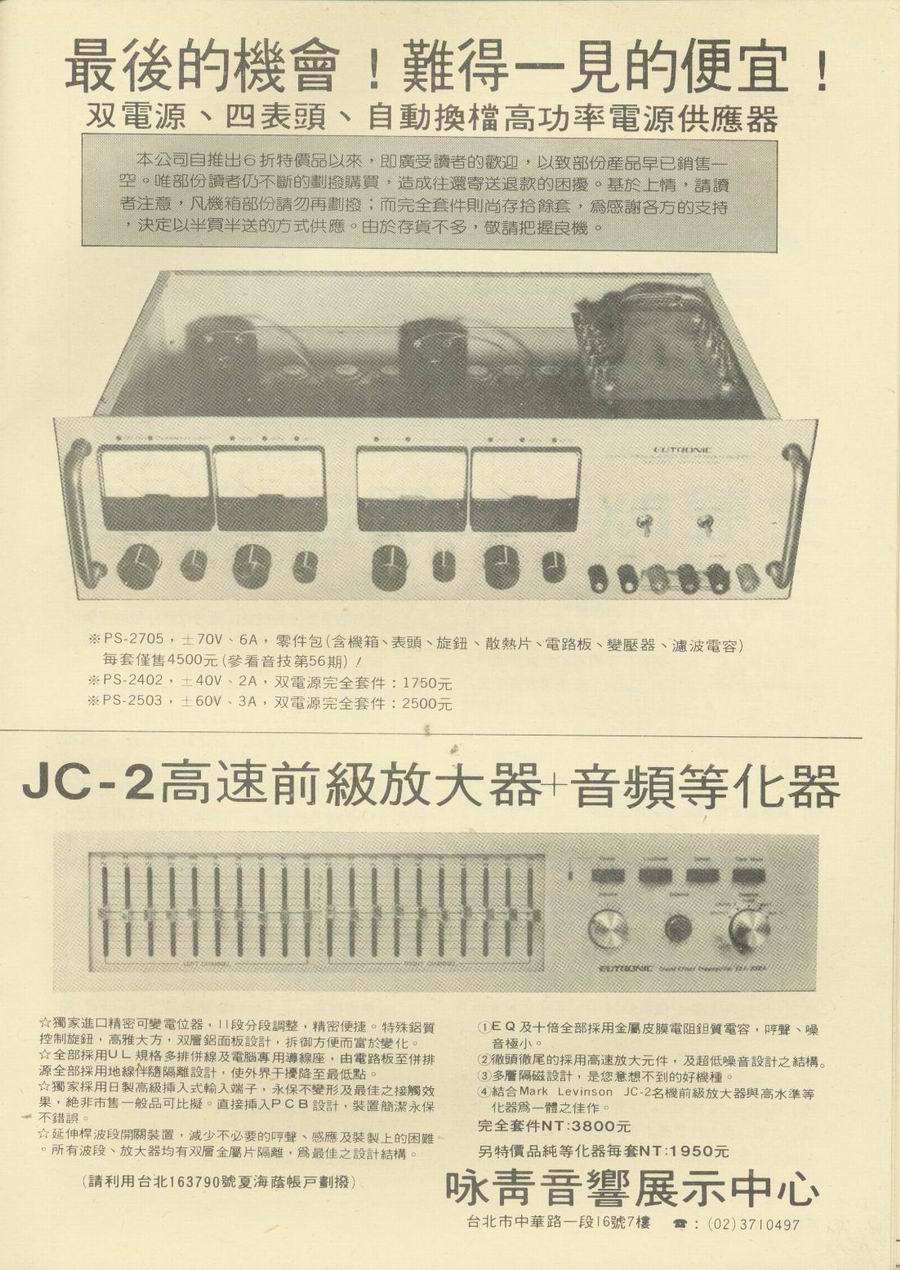 最後的機會！難得一見的便宜！
双電源、四表頭、自動換檔高功率電源供應器
本公司自推出6折特價品以來，即廣受讀者的歡迎，以致部份產品早已銷售一
空。唯部份讀者仍不斷的劃撥購買，造成往還寄送退款的困擾。基於上情，請讀
者注意，凡機箱部份請勿再劃撥；而完全套件則尚存拾餘套，爲感謝各方的支持
，決定以半買半送的方式供應。由於存貨不多，敬請把握良機。
EUTRONIC
※PS-2705，±70V、6A，零件包(含機箱、表頭、旋鈕、散熱片、電路板、變壓器、濾波電容)
每套僅售4500元(參看音技第56期)！
※PS-2402，±40V、2A，双電源完全套件：1750元
※PS-2503，±60V、3A，双電源完全套件：2500元
JC-2高速前級放大器+音頻等化器
LEFT CHANNEL
RIGHT CHANNEL
EUTRONIC Sound Effect Preamplifier
☆獨家進口精密可變電位器，11段分段調整，精密便捷。特殊鋁質
控制旋鈕，高雅大方，双層鋁面板設計，拆御方便而富於變化。
☆全部採用UL規格多排併線及電腦專用導線座，由電路板至併排
源全部採用地線伴隨隔離設計，使外界干擾降至最低點。
☆獨家採用日製高級挿入式輸入端子，永保不變形及最佳之接觸效
果，絶非市售一般品可比擬。直接挿入PCB設計，裝置簡潔永保
不錯誤。
☆延伸桿波段開關裝置，減少不必要的哼聲、感應及裝製上的困難
。所有波段、放大器均有双層金屬片隔離，爲最佳之設計結構。
(請利用台北163790號夏海蔭帳戸劃撥)
①EQ及十倍全部採用金屬皮膜電阻鉭質電容，哼聲、噪
音極小。
②徹頭徹尾的採用高速放大元件，及超低噪音設計之結構。
③多層隔磁設計，是您意想不到的好機種。
④結合Mark Levinson JC-2名機前級放大器與高水準等
化器爲一體之佳作。
完全套件NT:3800元
另特價品純等化器每套NT:1950元
咏靑音響展示中心
台北市中華路一段16號7樓 ☎：(02)3710497